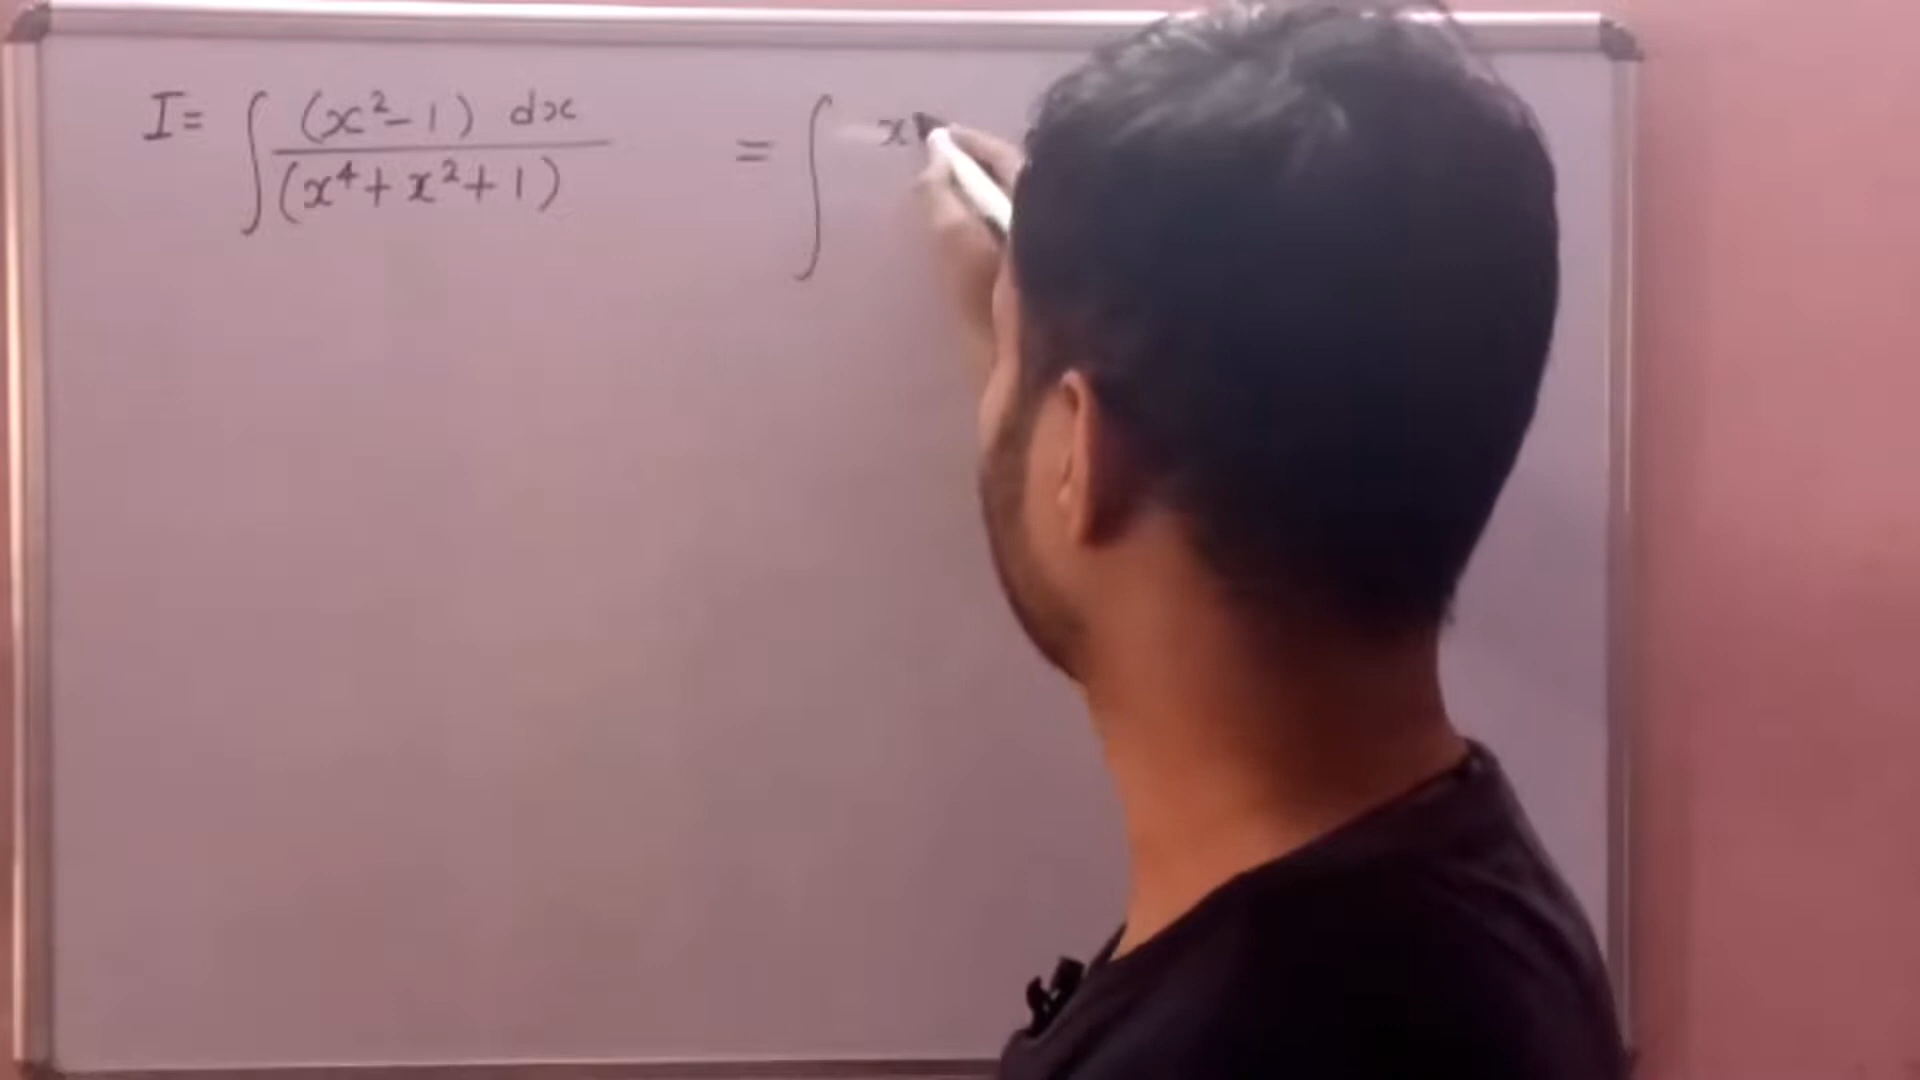 I= ∫ (x²-1) dx / (x⁴+x²+1) = ∫ x